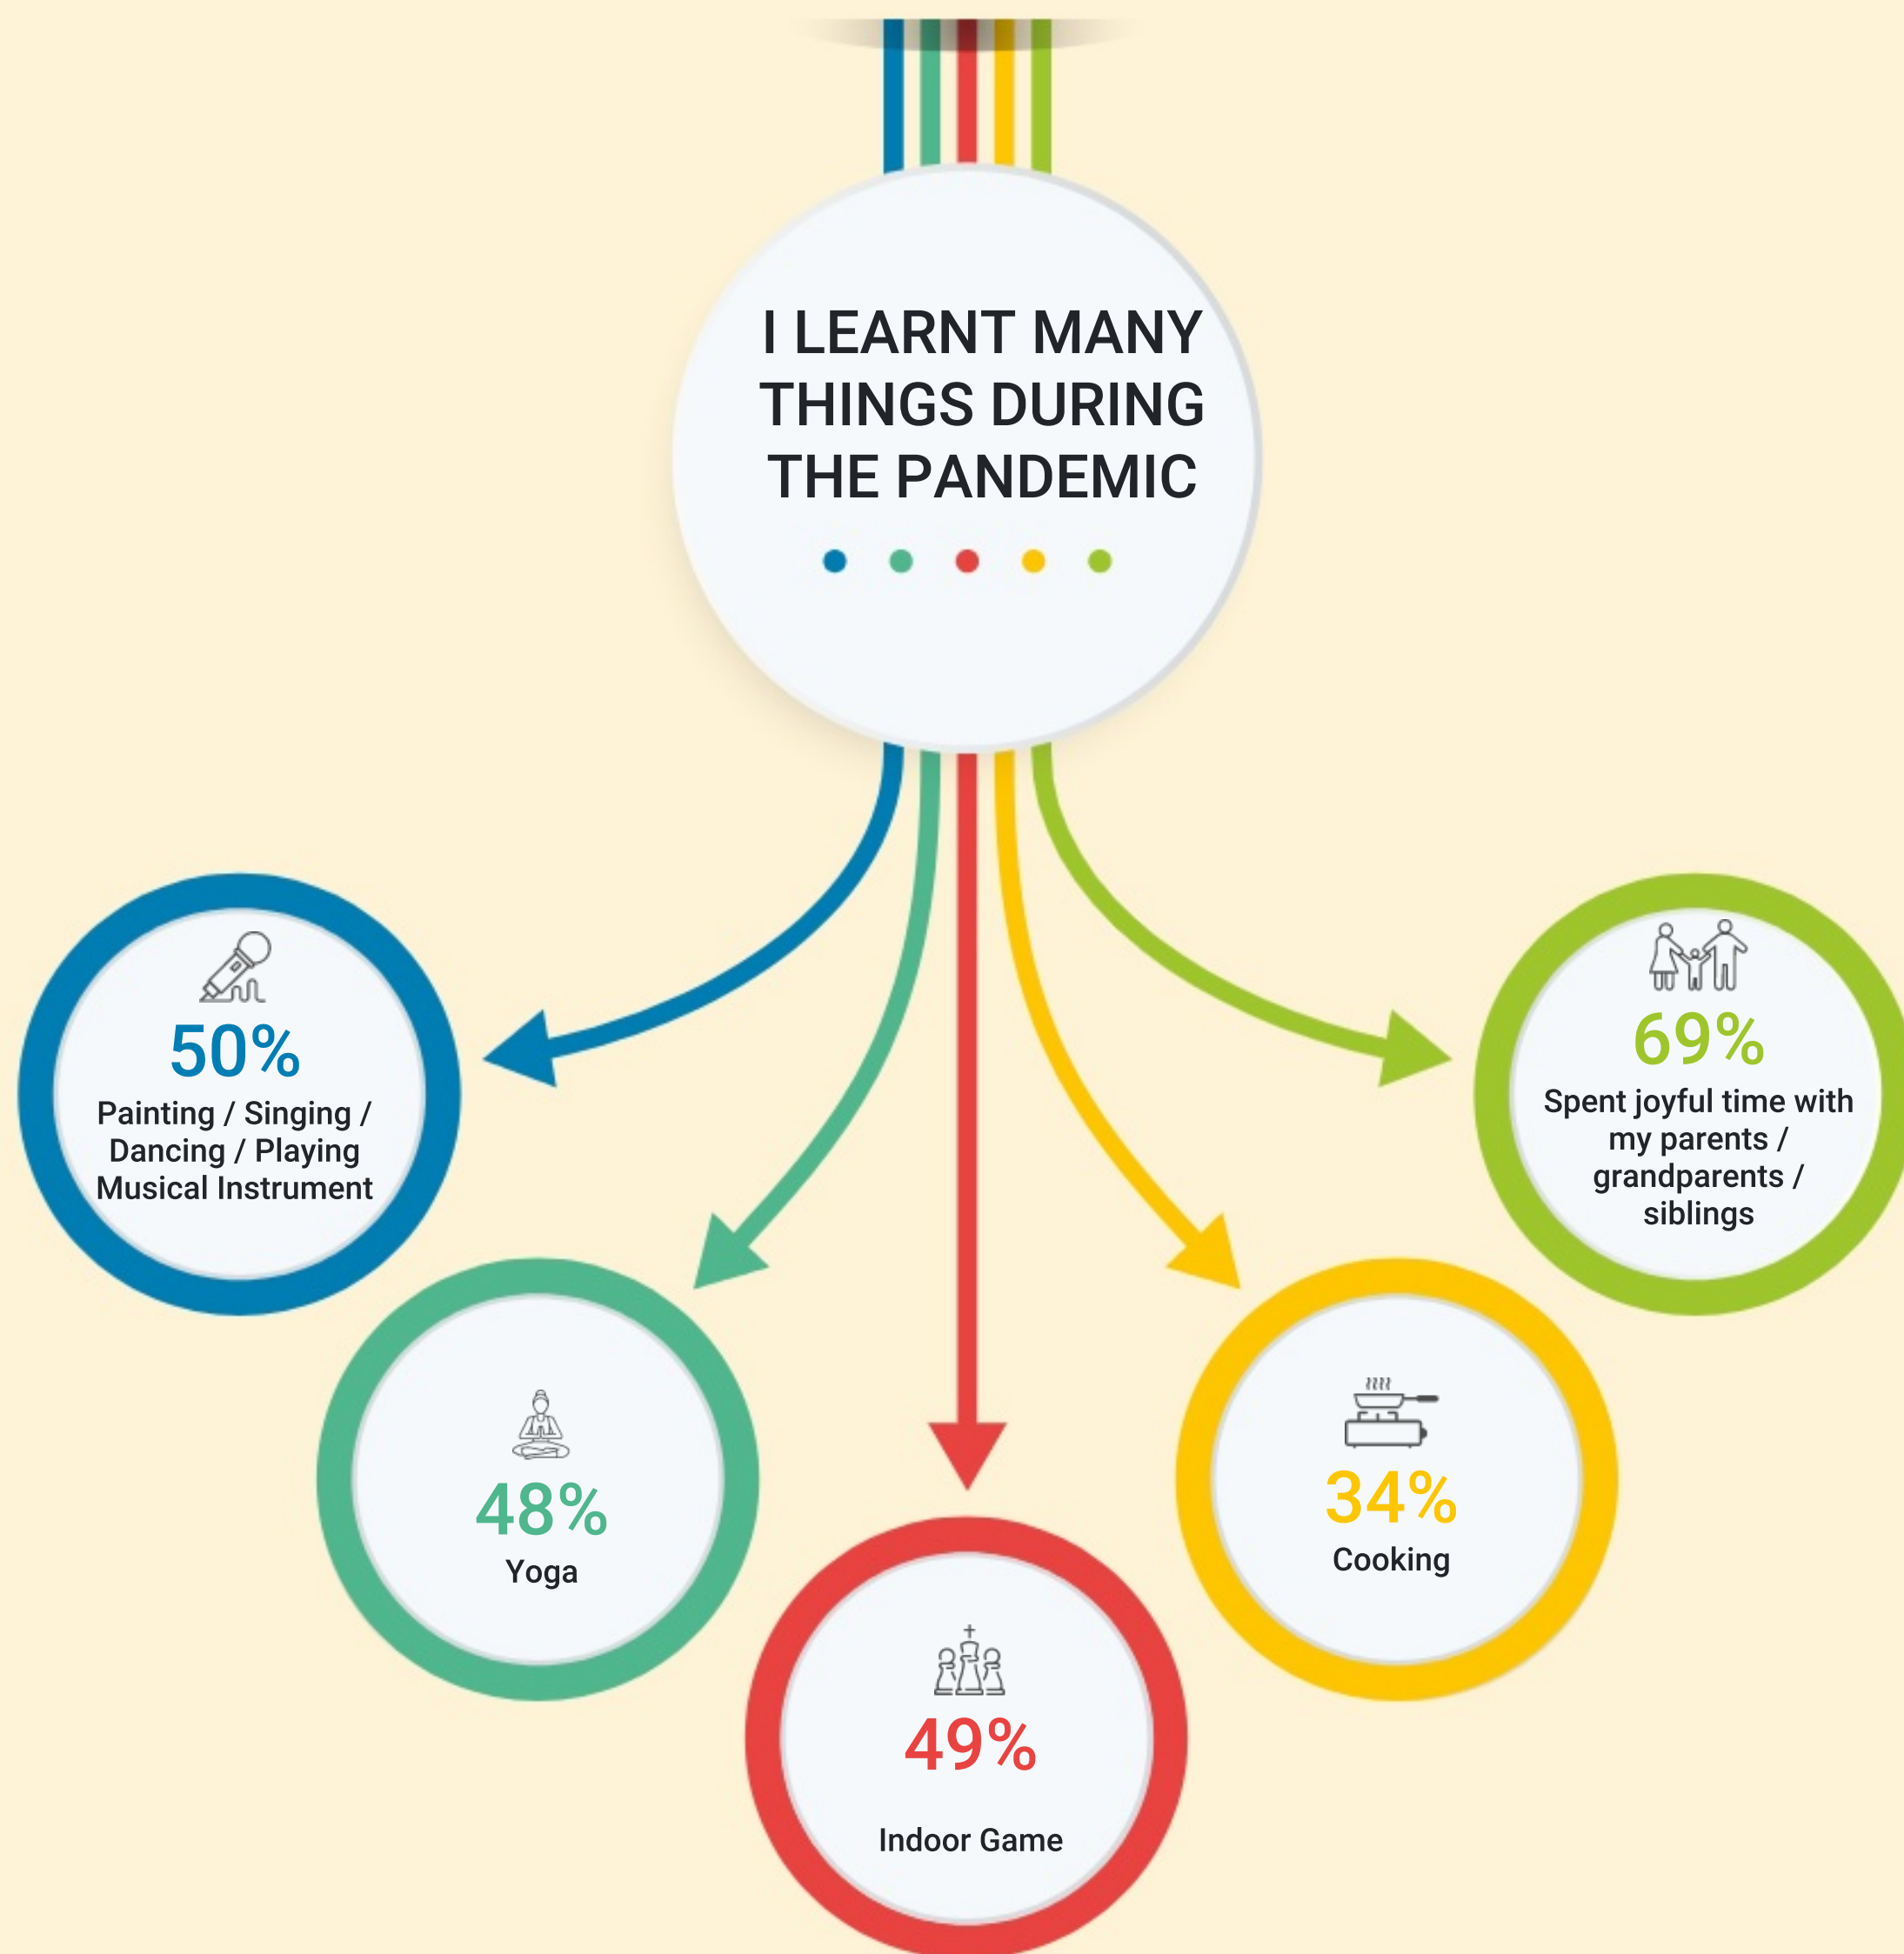 I LEARNT MANY
THINGS DURING
THE PANDEMIC
50%
Painting / Singing /
Dancing / Playing
Musical Instrument
69%
Spent joyful time with
my parents /
grandparents /
siblings
48%
Yoga
34%
Cooking
49%
Indoor Game